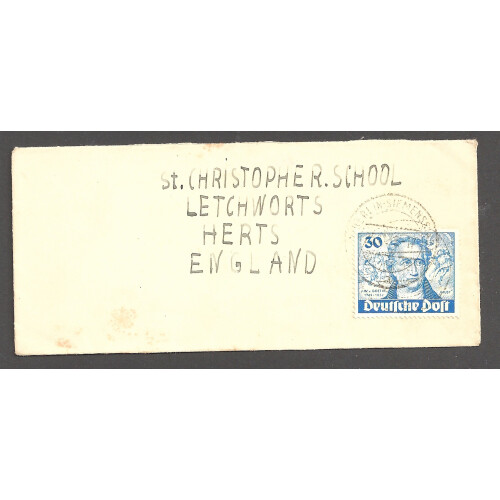 St. CHRISTOPHER. SCHOOL
LETCHWORTS
HERTS
ENGLAND
30
Deutsche Post